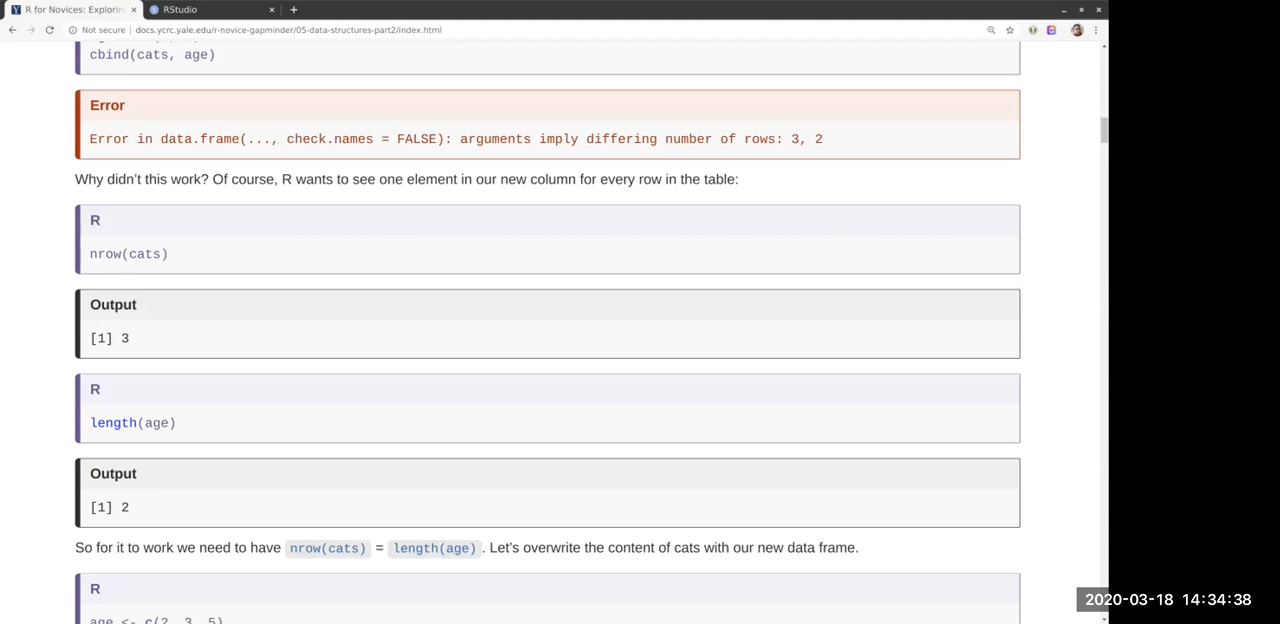 R for Novices: Explorin
RStudio
Not secure
docs.ycrc.yale.edu/r-novice-gapminder/05-data-structures-part2/index.html
cbind(cats, age)
Error
Error in data.frame(..., check.names = FALSE): arguments imply differing number of rows: 3, 2
Why didn’t this work? Of course, R wants to see one element in our new column for every row in the table:
R
nrow(cats)
Output
[1] 3
R
length(age)
Output
[1] 2
So for it to work we need to have nrow(cats) = length(age). Let’s overwrite the content of cats with our new data frame.
R
age <- c(2, 3, 5)
2020-03-18 14:34:38